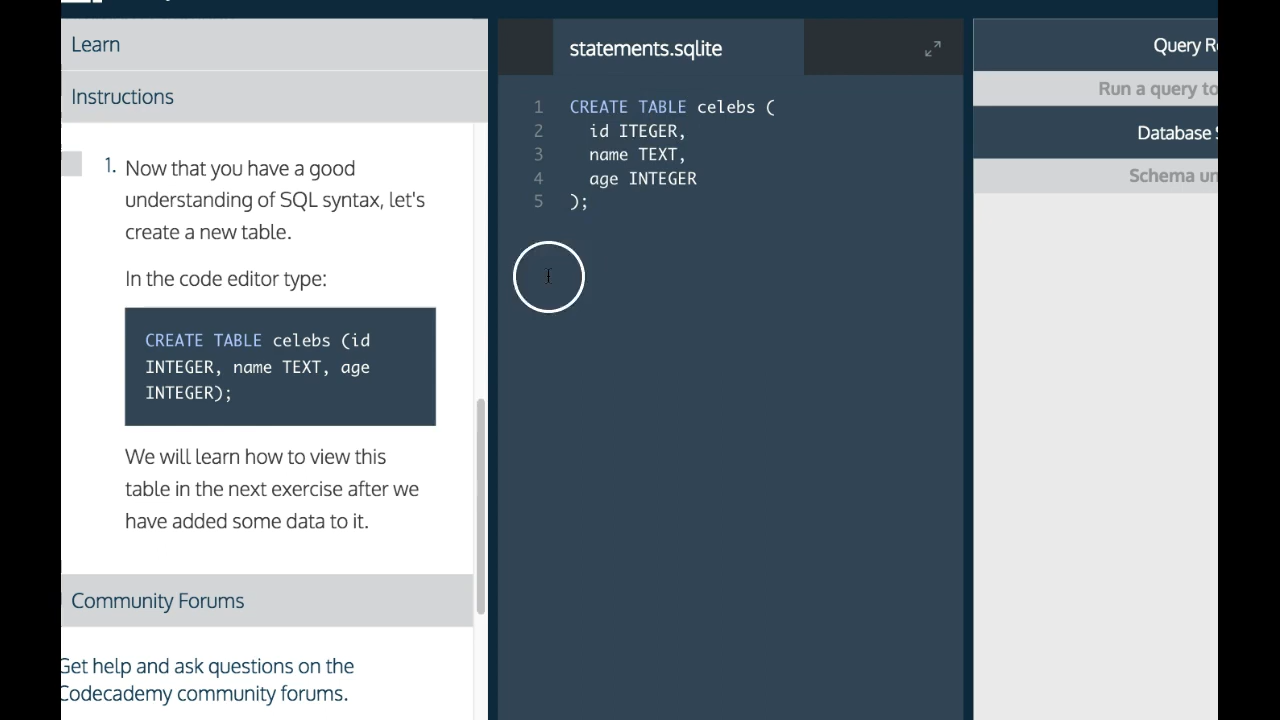 Learn
Instructions
1. Now that you have a good
understanding of SQL syntax, let's
create a new table.
In the code editor type:
CREATE TABLE celebs (id
INTEGER, name TEXT, age
INTEGER);
We will learn how to view this
table in the next exercise after we
have added some data to it.
Community Forums
Get help and ask questions on the
Codecademy community forums.
statements.sqlite
1 CREATE TABLE celebs (
2 id ITEGER,
3 name TEXT,
4 age INTEGER
5 );
Query R
Run a query to
Database
Schema un